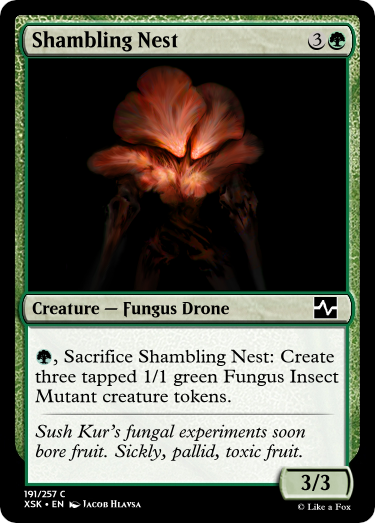 Shambling Nest 3
Creature — Fungus Drone
, Sacrifice Shambling Nest: Create
three tapped 1/1 green Fungus Insect
Mutant creature tokens.
Sush Kur's fungal experiments soon
bore fruit. Sickly, pallid, toxic fruit.
3/3
191/257 C
XSK • EN Jacob Hlavsa
© Like a Fox